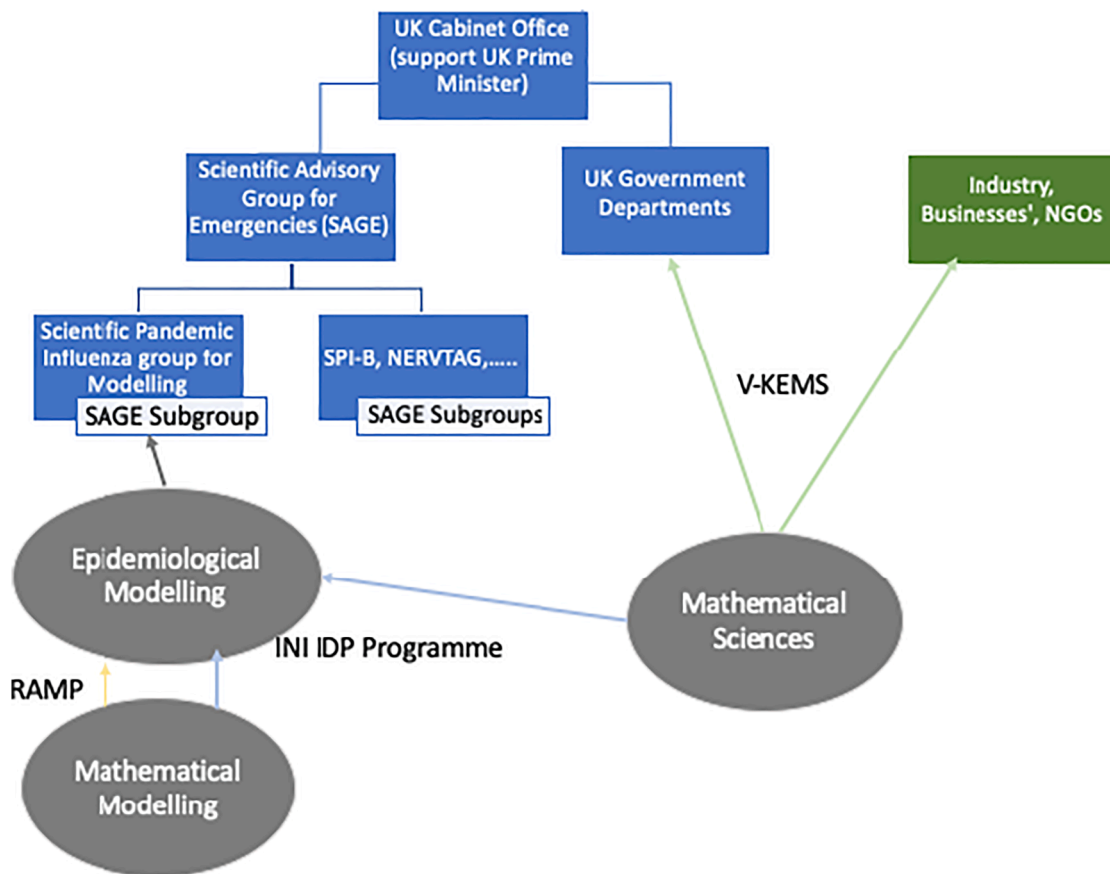 UK Cabinet Office
(support UK Prime
Minister)
Scientific Advisory
Group for
Emergencies (SAGE)
UK Government
Departments
Industry,
Businesses', NGOs
Scientific Pandemic
Influenza group for
Modelling
SAGE Subgroup
SPI-B, NERVTAG,.....
SAGE Subgroups
V-KEMS
Epidemiological
Modelling
Mathematical
Sciences
INI IDP Programme
RAMP
Mathematical
Modelling